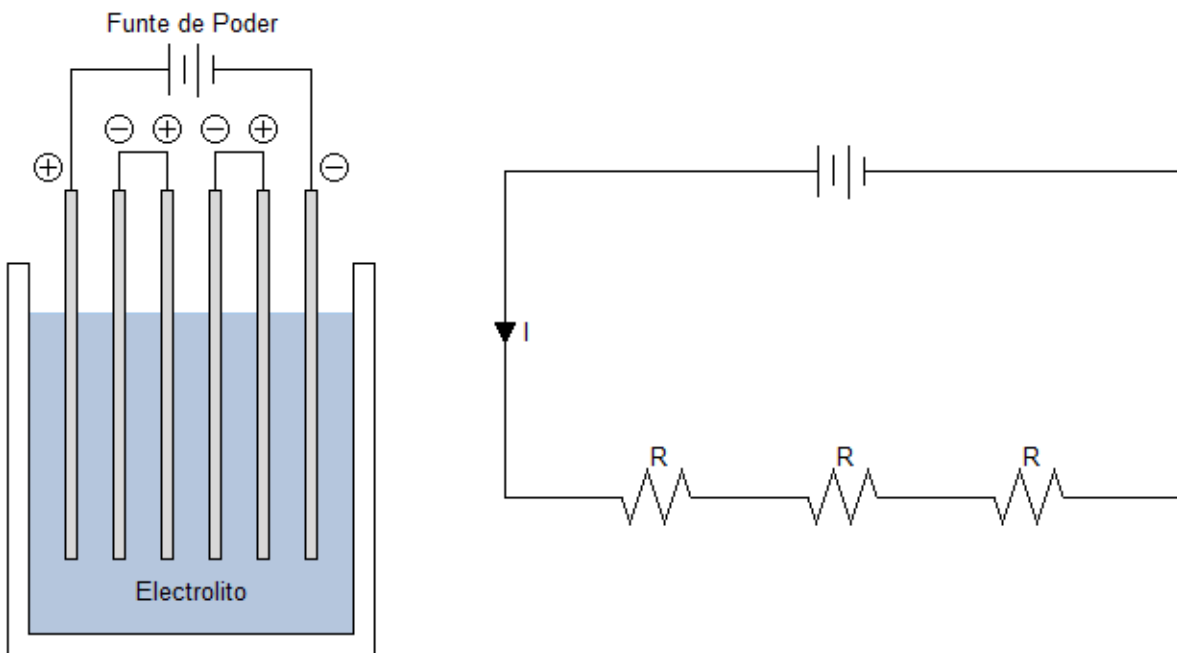 Funte de Poder
⊖ ⊕ ⊖ ⊕
⊕ ⊖
I
R R R
Electrolito